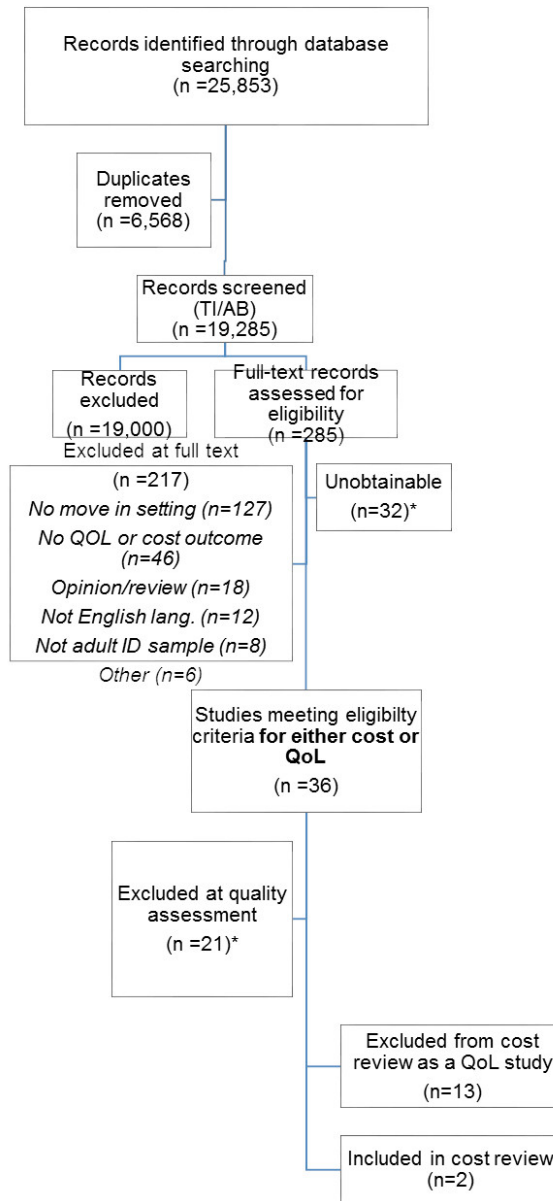 Records identified through database
searching
(n =25,853)
Duplicates
removed
(n =6,568)
Records screened
(TI/AB)
(n =19,285)
Records
excluded
(n =19,000)
Full-text records
assessed for
eligibility
(n =285)
Excluded at full text
(n =217)
No move in setting (n=127)
No QOL or cost outcome
(n=46)
Opinion/review (n=18)
Not English lang. (n=12)
Not adult ID sample (n=8)
Other (n=6)
Unobtainable
(n=32)*
Studies meeting eligibilty
criteria for either cost or
QoL
(n =36)
Excluded at quality
assessment
(n =21)*
Excluded from cost
review as a QoL study
(n=13)
Included in cost review
(n=2)